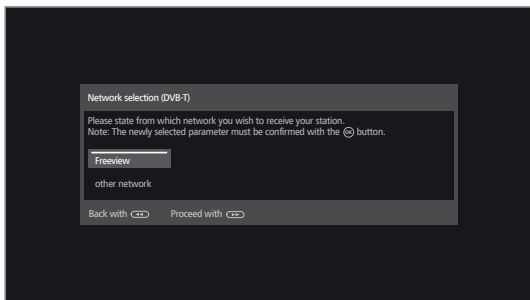 Network selection (DVB-T)
Please state from which network you wish to receive your station.
Note: The newly selected parameter must be confirmed with the OK button.
Freeview
other network
Back with ◄◄ Proceed with ►►